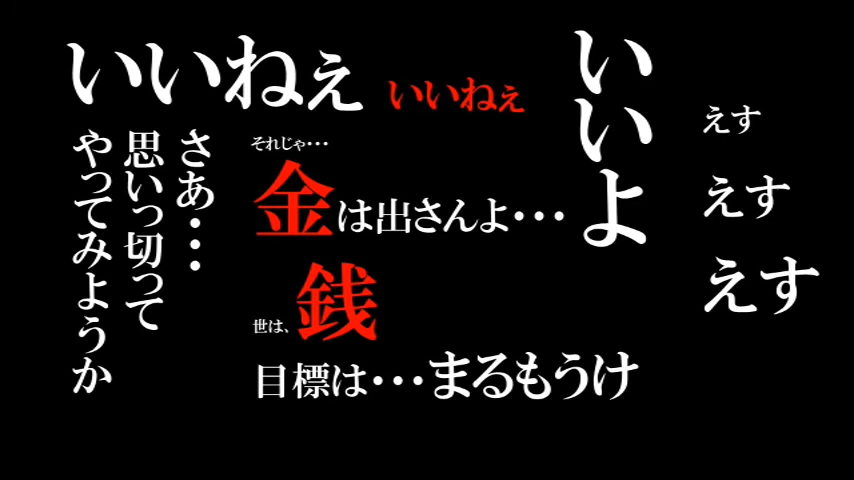 いいねぇ
いいねぇ
いいよ
えす
えす
えす
さあ・・・
思いっ切って
やってみようか
それじゃ・・・
金は出さんよ・・・
世は、銭
目標は・・・まるもうけ